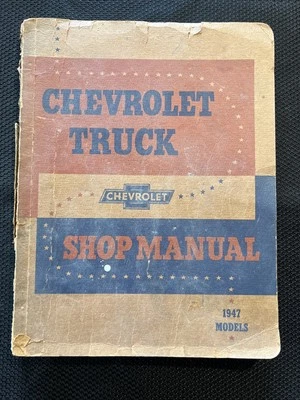 CHEVROLET
TRUCK
CHEVROLET
SHOP MANUAL
1947
MODELS